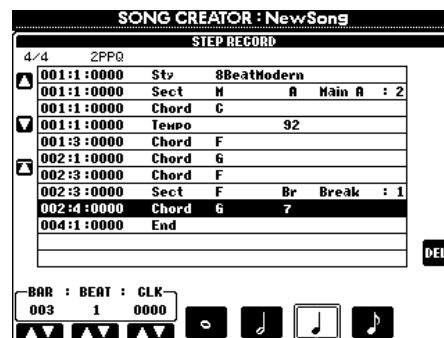 SONG CREATOR : NewSong
STEP RECORD
4/4 2PPQ
001:1:0000 Sty 8BeatModern
001:1:0000 Sect M A Main A : 2
001:1:0000 Chord C
001:1:0000 Tempo 92
001:3:0000 Chord F
002:1:0000 Chord G
002:3:0000 Chord F
002:3:0000 Sect F Br Break : 1
002:4:0000 Chord G 7
004:1:0000 End
DEL
BAR : BEAT : CLK
003 1 0000